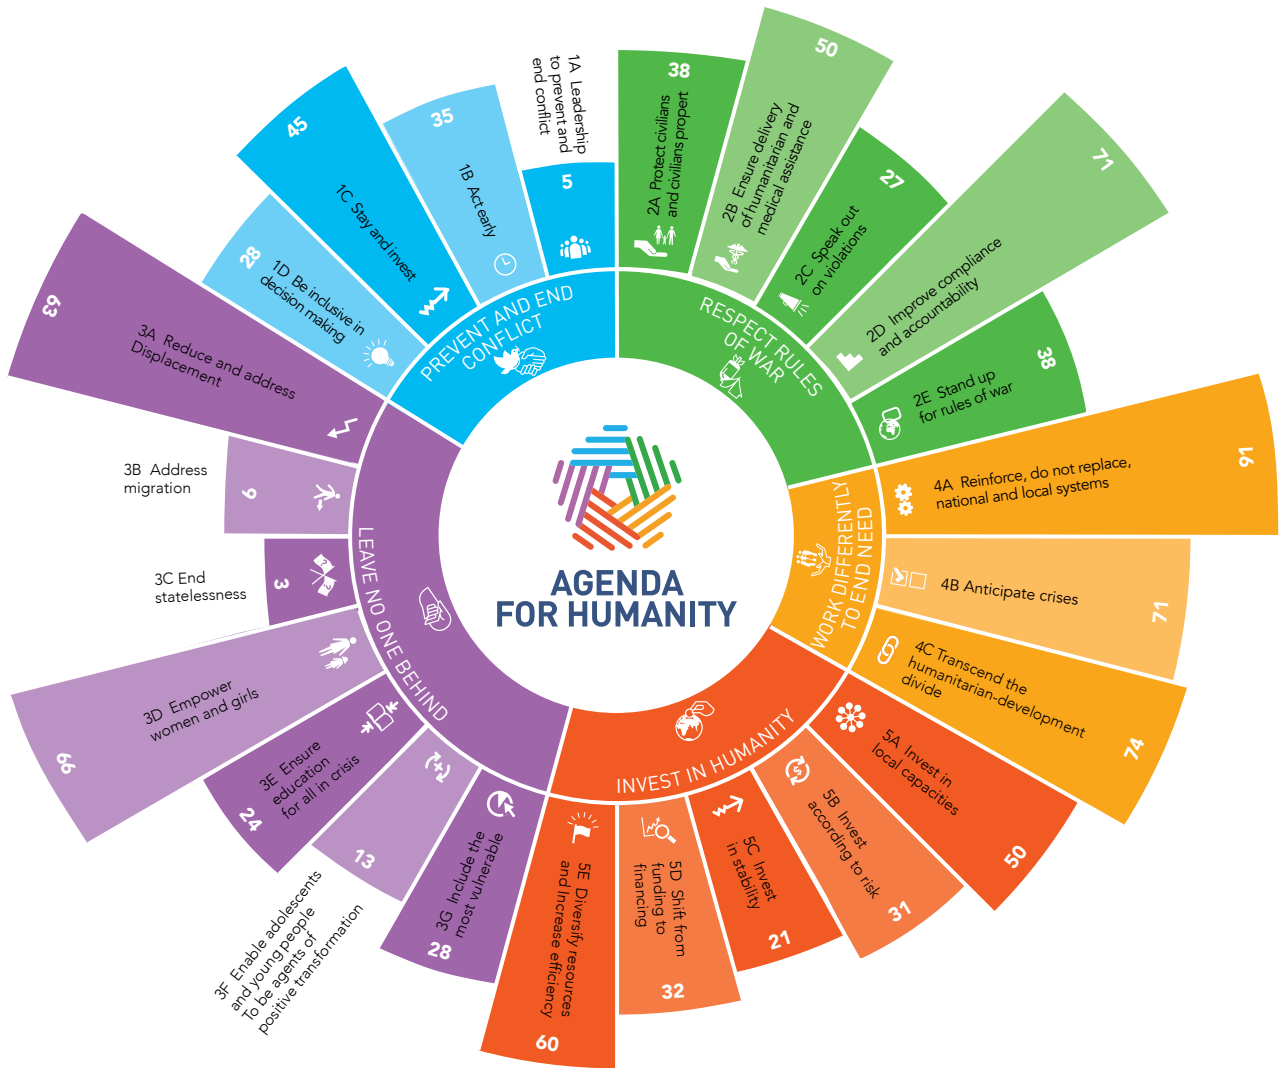 1A Leadership
to prevent and
end conflict
5
1B Act early
35
1C Stay and invest
45
1D Be inclusive in
decision making
28
PREVENT AND END
CONFLICT
38
2A Protect civilians
and civilians propert
50
2B Ensure delivery
of humanitarian and
medical assistance
27
2C Speak out
on violations
71
2D Improve compliance
and accountability
38
2E Stand up
for rules of war
RESPECT RULES
OF WAR
3A Reduce and address
Displacement
63
3B Address
migration
9
3C End
statelessness
3
3D Empower
women and girls
66
3E Ensure
education
for all in crisis
24
3F Enable adolescents
and young people
To be agents of
positive transformation
13
3G Include the
most vulnerable
28
LEAVE NO ONE BEHIND
4A Reinforce, do not replace,
national and local systems
91
4B Anticipate crises
71
4C Transcend the
humanitarian-development
divide
74
WORK DIFFERENTLY
TO END NEED
5A Invest in
local capacities
50
5B Invest
according to risk
31
5C Invest
in stability
21
5D Shift from
funding to
financing
32
5E Diversify resources
and Increase efficiency
60
INVEST IN HUMANITY
AGENDA
FOR HUMANITY